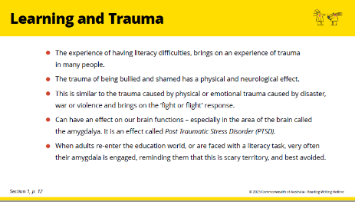 Learning and Trauma
The experience of having literacy difficulties, brings on an experience of trauma
in many people.
The trauma of being bullied and shamed has a physical and neurological effect.
This is similar to the trauma caused by physical or emotional trauma caused by disaster,
war or violence and brings on the 'fight or flight' response.
Can have an effect on our brain functions – especially in the area of the brain called
the amygdalya. It is an effect called Post Traumatic Stress Disorder (PTSD).
When adults re-enter the education world, or are faced with a literacy task, very often
their amygdala is engaged, reminding them that this is scary territory, and best avoided.
Section 1, p. 12
Commonwealth of Australia - Reading Writing Hotline